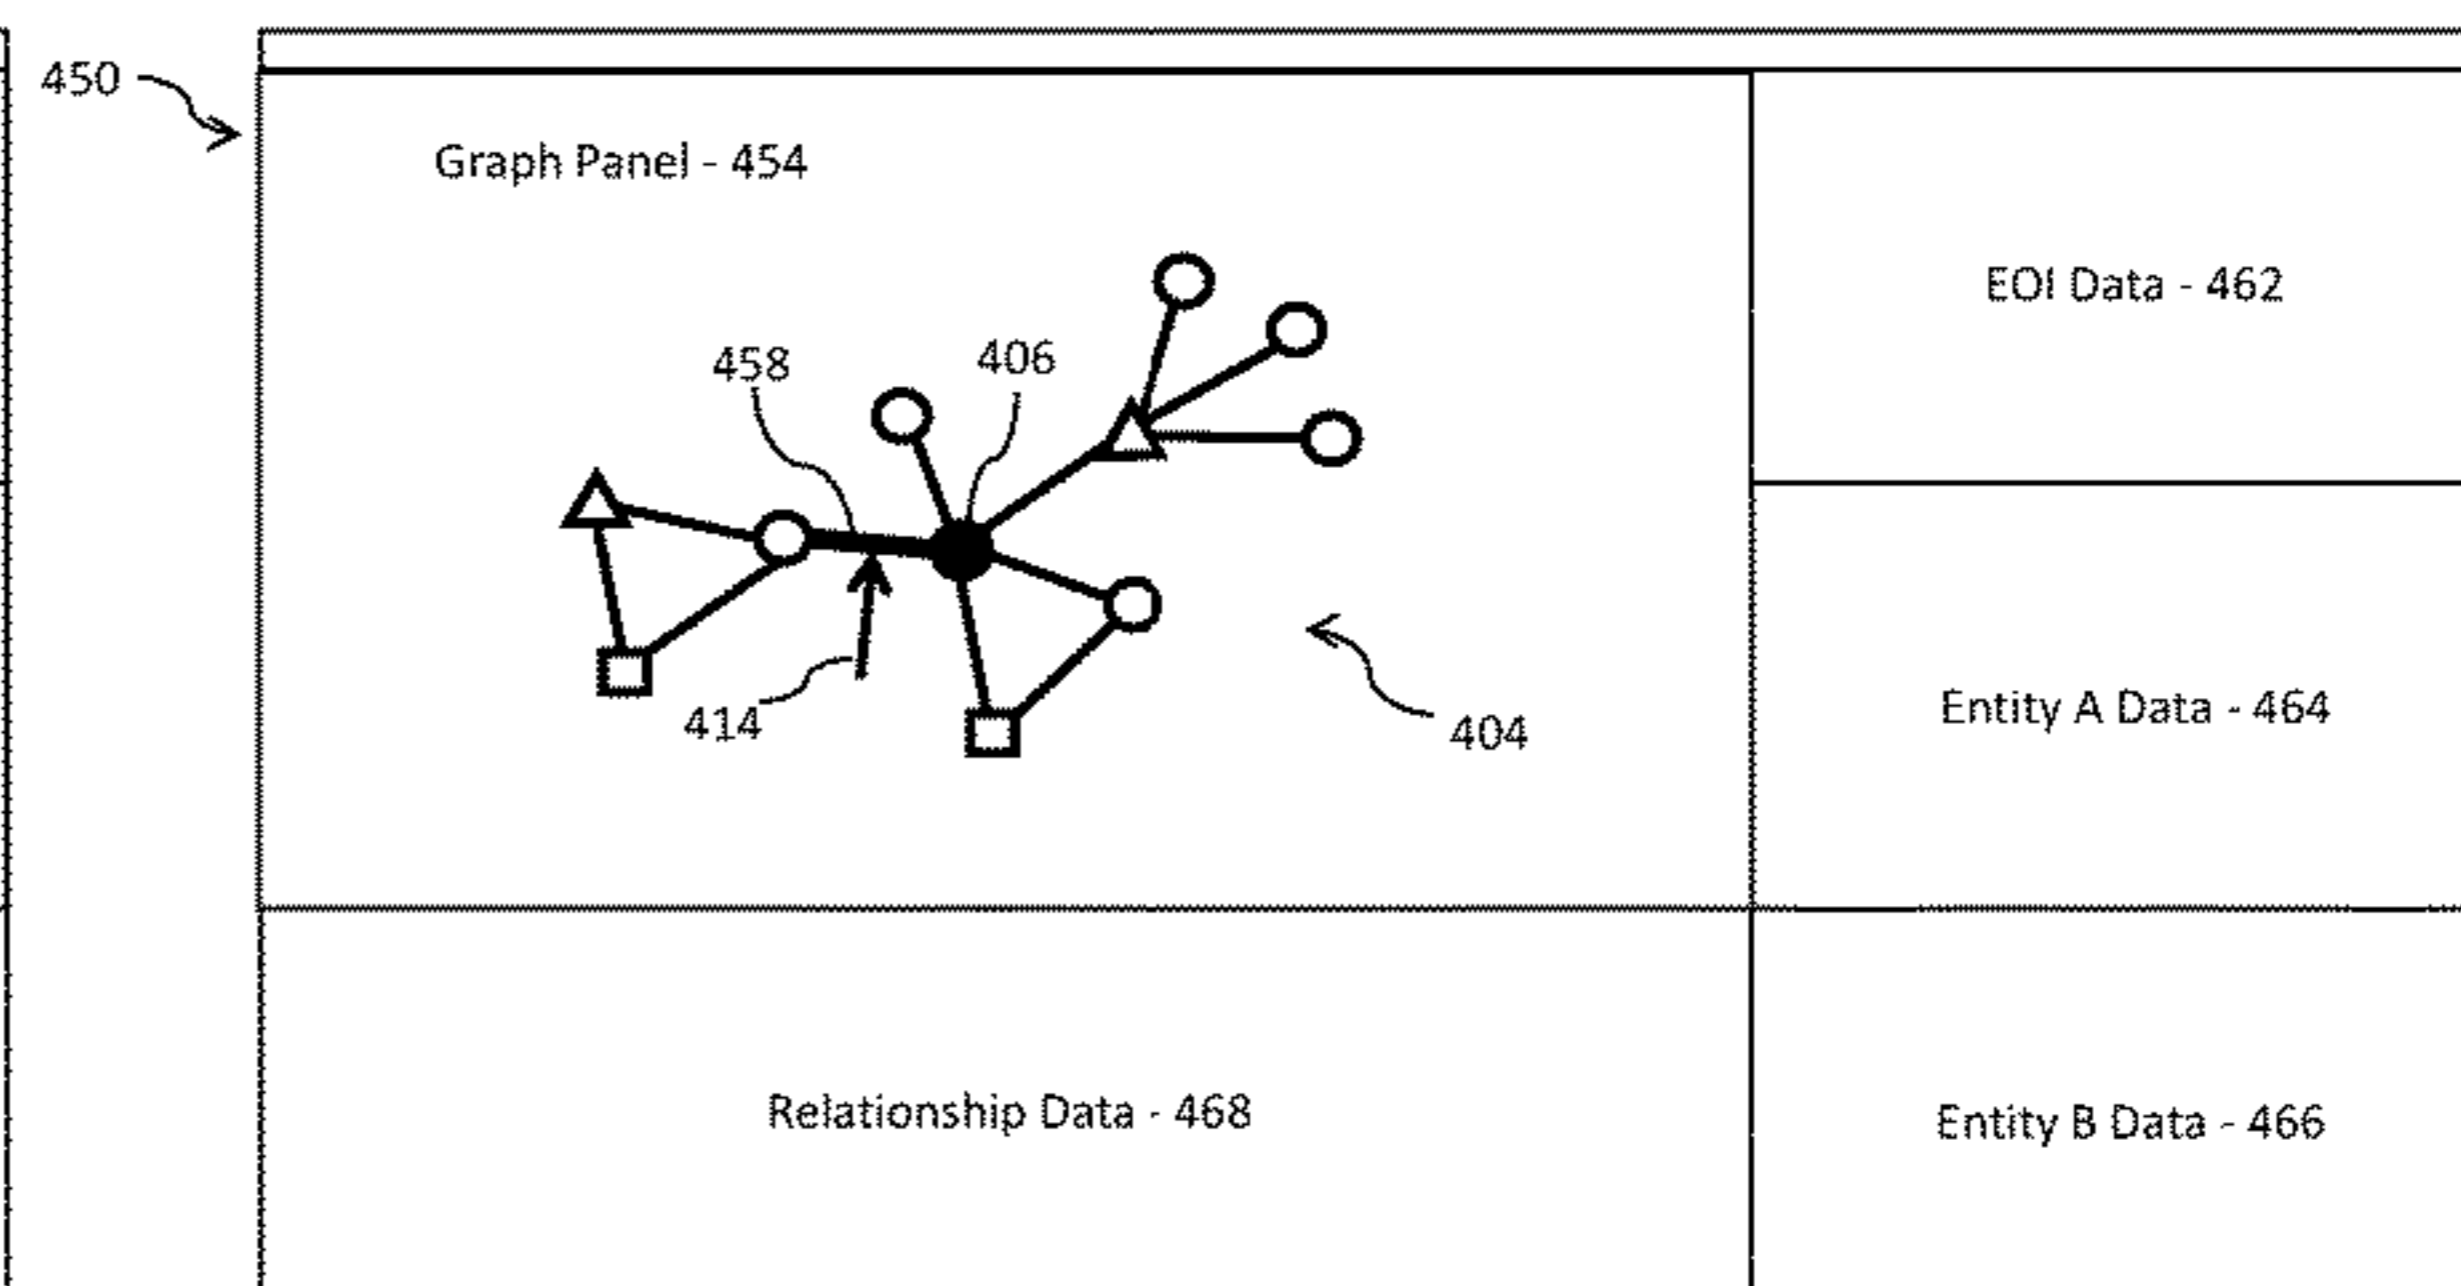 450
Graph Panel - 454
EOI Data - 462
458
406
414
404
Entity A Data - 464
Relationship Data - 468
Entity B Data - 466